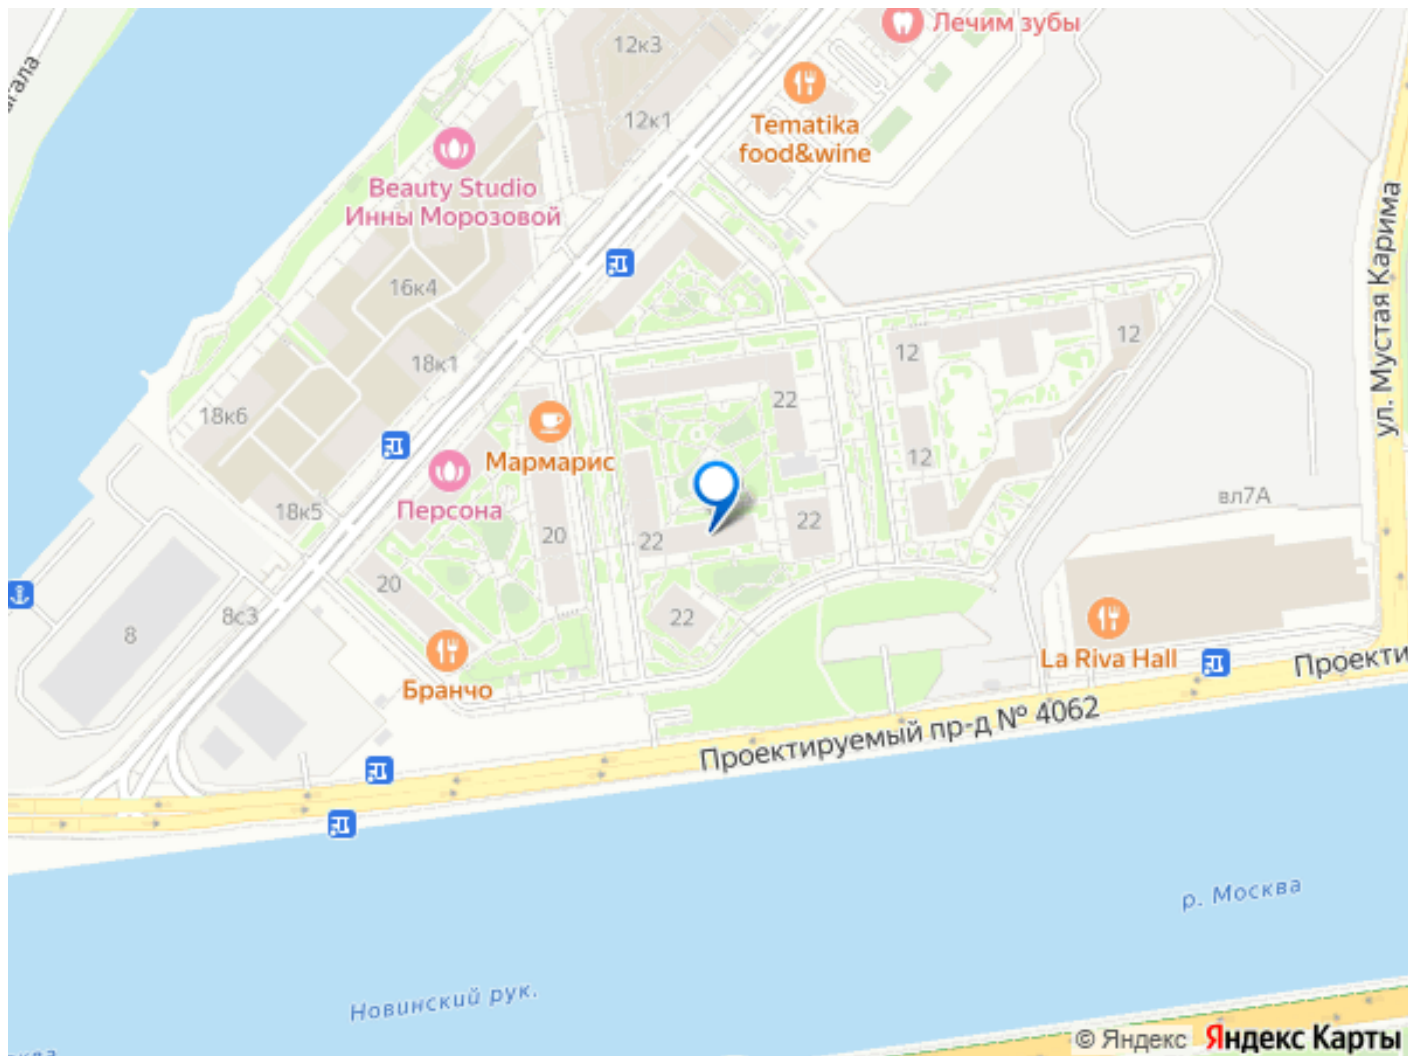 Лечим зубы
12к3
12к1
Tematika
food&wine
Beauty Studio
Инны Морозовой
ул. Мустая Карима
16к4
18к1
12
12
18к6
22
Мармарис
12
Персона
18к5
вл7А
20
22
22
20
8
8с3
22
La Riva Hall
Бранчо
Проекти
Проектируемый пр-д № 4062
р. Москва
Новинский рук.
© Яндекс Яндекс Карты